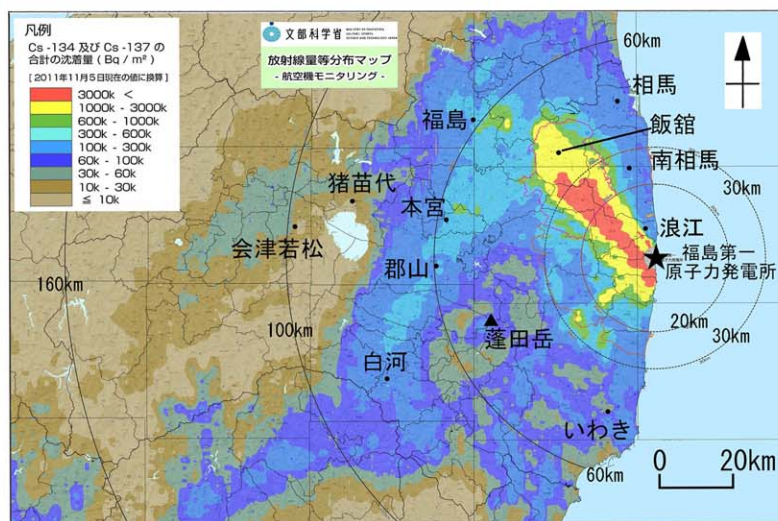 凡例
Cs -134 及び Cs -137 の
合計の沈着量 ( Bq / m² )
[ 2011年11月5日現在の値に換算 ]
3000k <
1000k - 3000k
600k - 1000k
300k - 600k
100k - 300k
60k - 100k
30k - 60k
10k - 30k
≦ 10k
文部科学省
放射線量等分布マップ
- 航空機モニタリング -
60km
相馬
福島
飯舘
南相馬
猪苗代
30km
本宮
浪江
会津若松
福島第一
原子力発電所
郡山
160km
20km
100km
30km
蓬田岳
白河
いわき
60km
0 20km